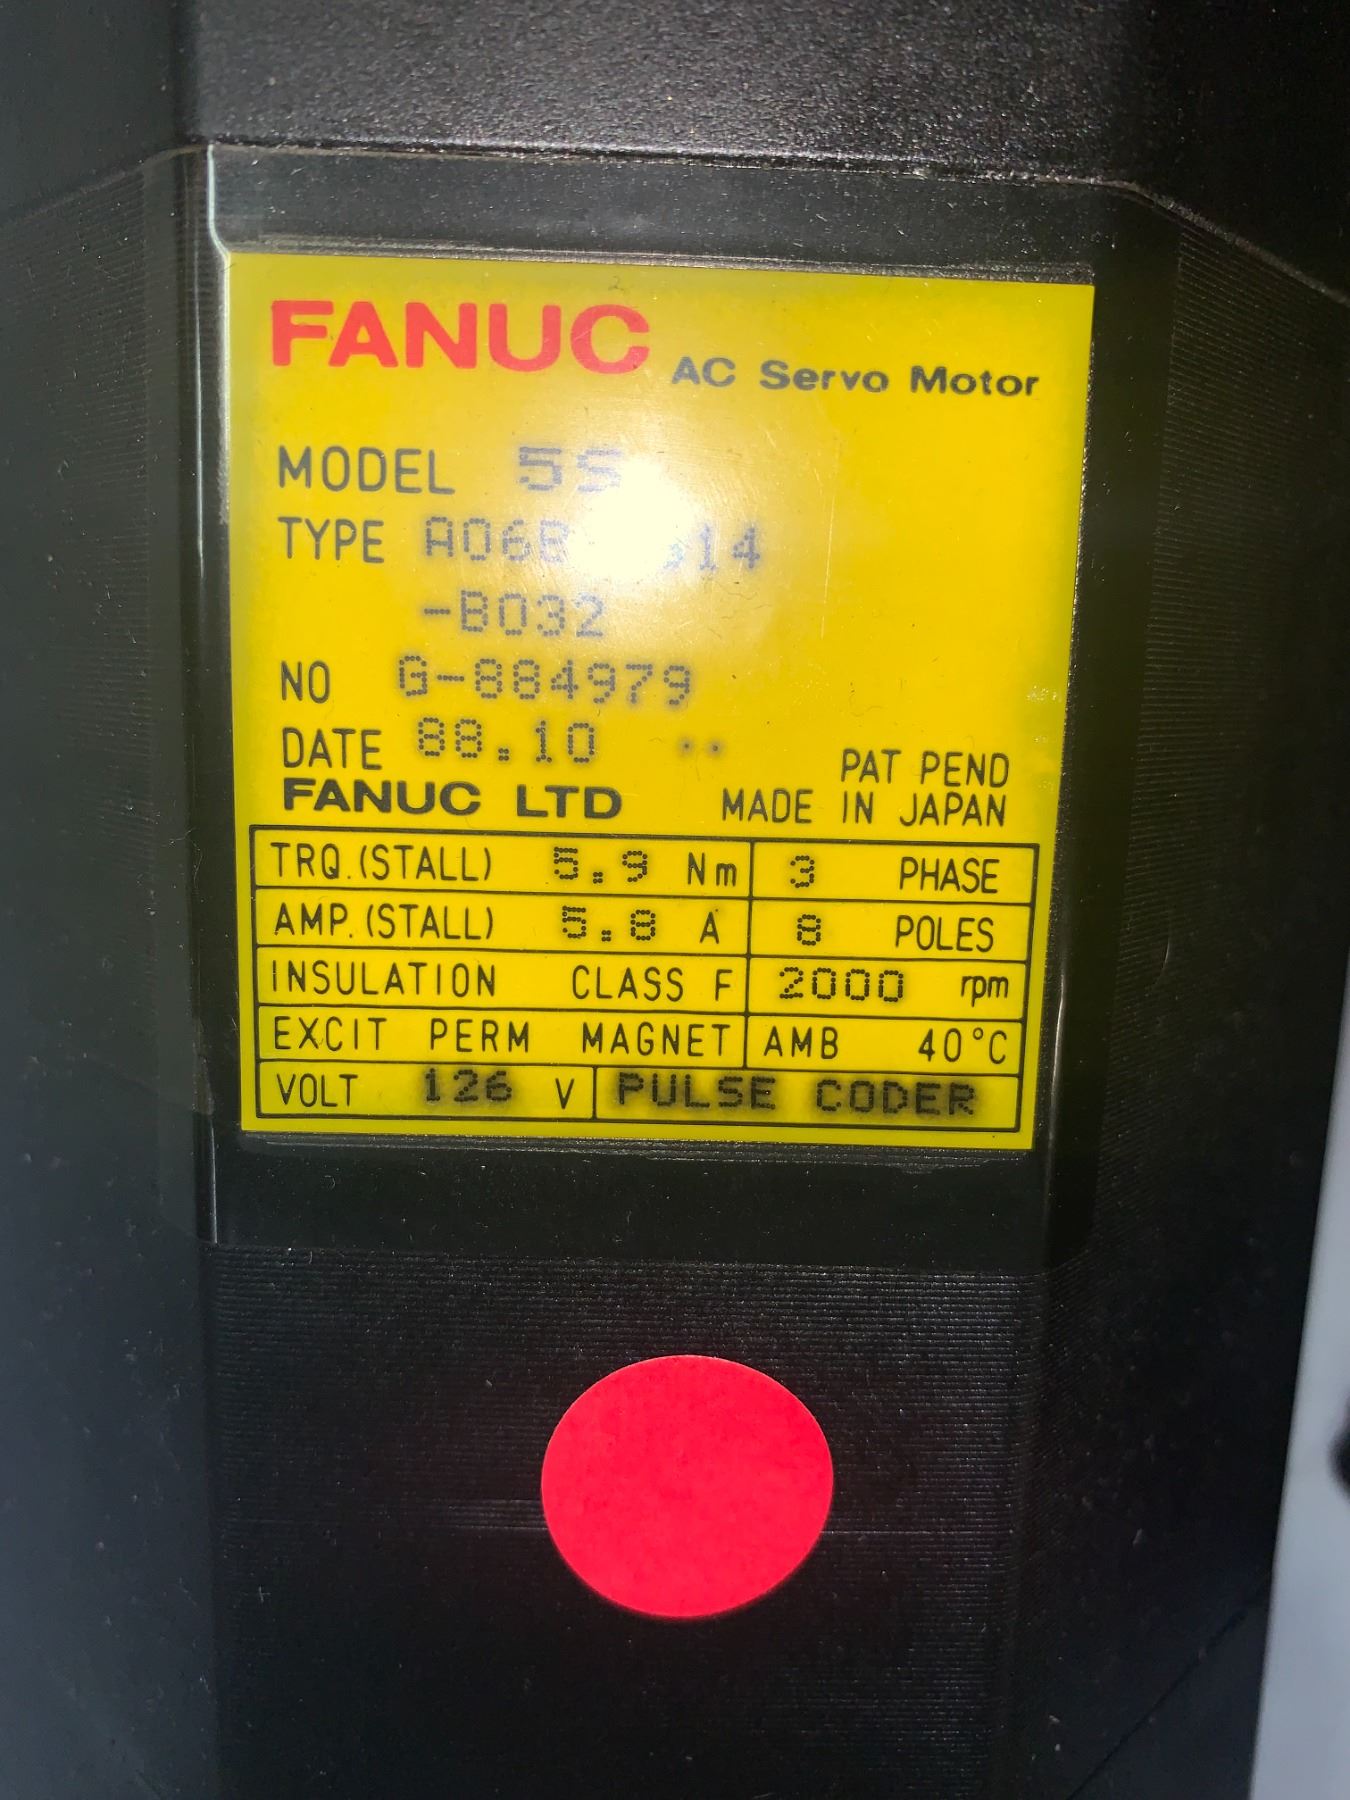 FANUC AC Servo Motor
MODEL 5S
TYPE
-B032
NO G-884979
DATE 88.10 ..
PAT PEND
FANUC LTD MADE IN JAPAN
TRQ.(STALL) 5.9 Nm 3 PHASE
AMP.(STALL) 5.8 A 8 POLES
INSULATION CLASS F 2000 rpm
EXCIT PERM MAGNET AMB 40°C
VOLT 126 V PULSE CODER